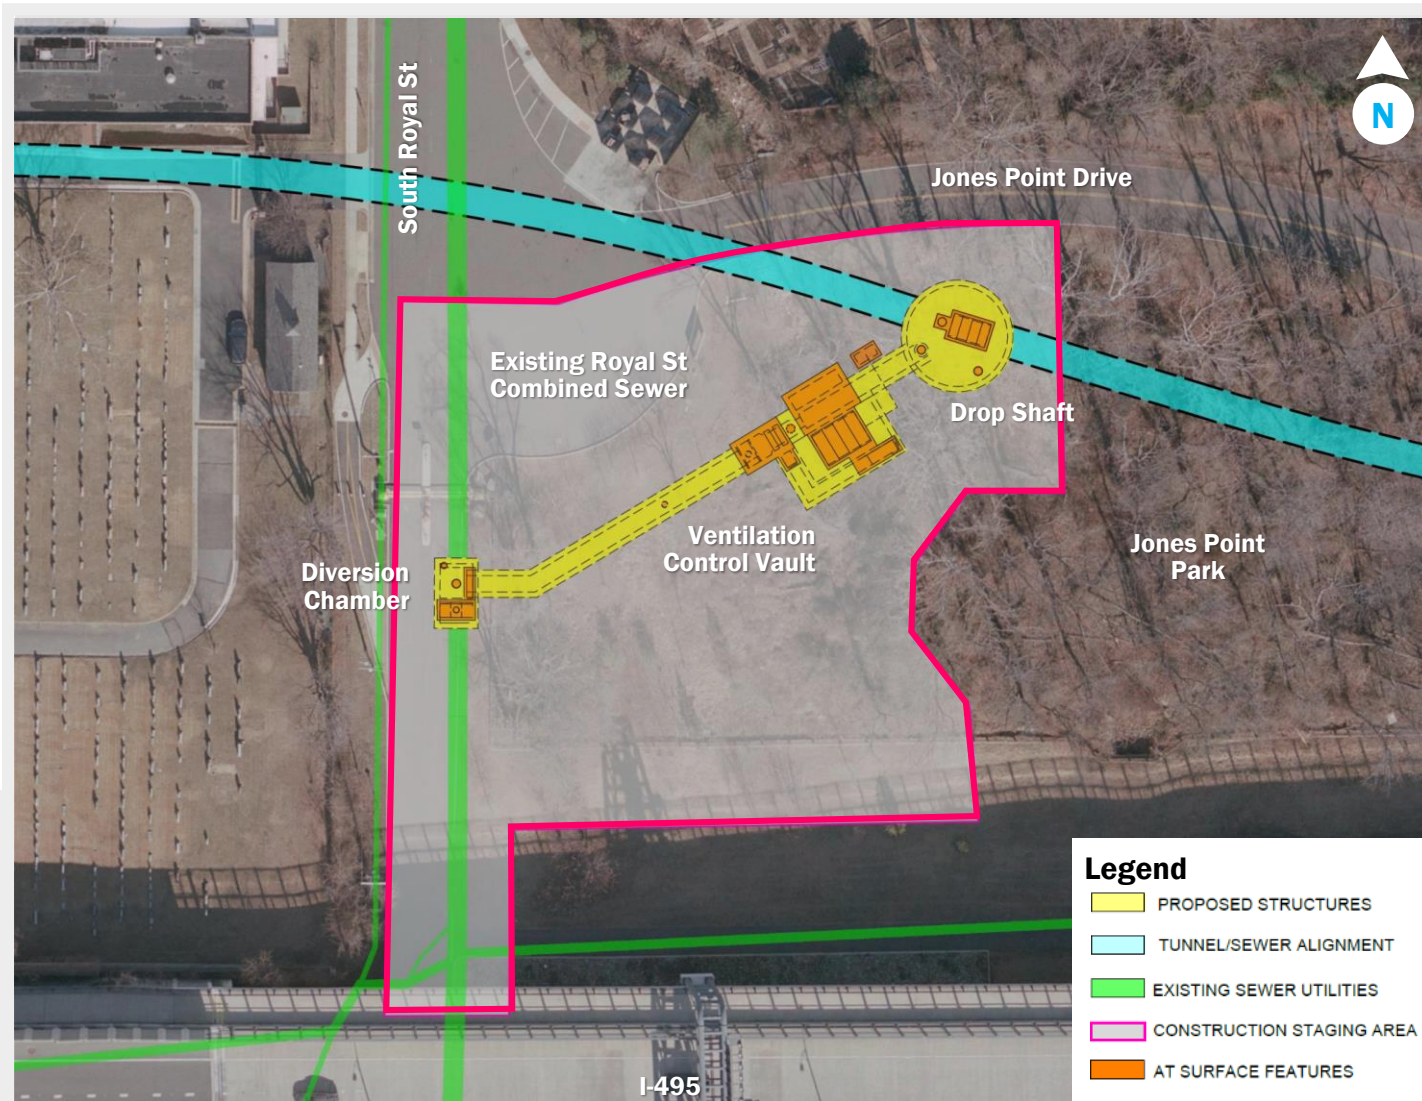 N
South Royal St
Jones Point Drive
Existing Royal St
Combined Sewer
Drop Shaft
Ventilation
Control Vault
Jones Point
Park
Diversion
Chamber
I-495
Legend
PROPOSED STRUCTURES
TUNNEL/SEWER ALIGNMENT
EXISTING SEWER UTILITIES
CONSTRUCTION STAGING AREA
AT SURFACE FEATURES